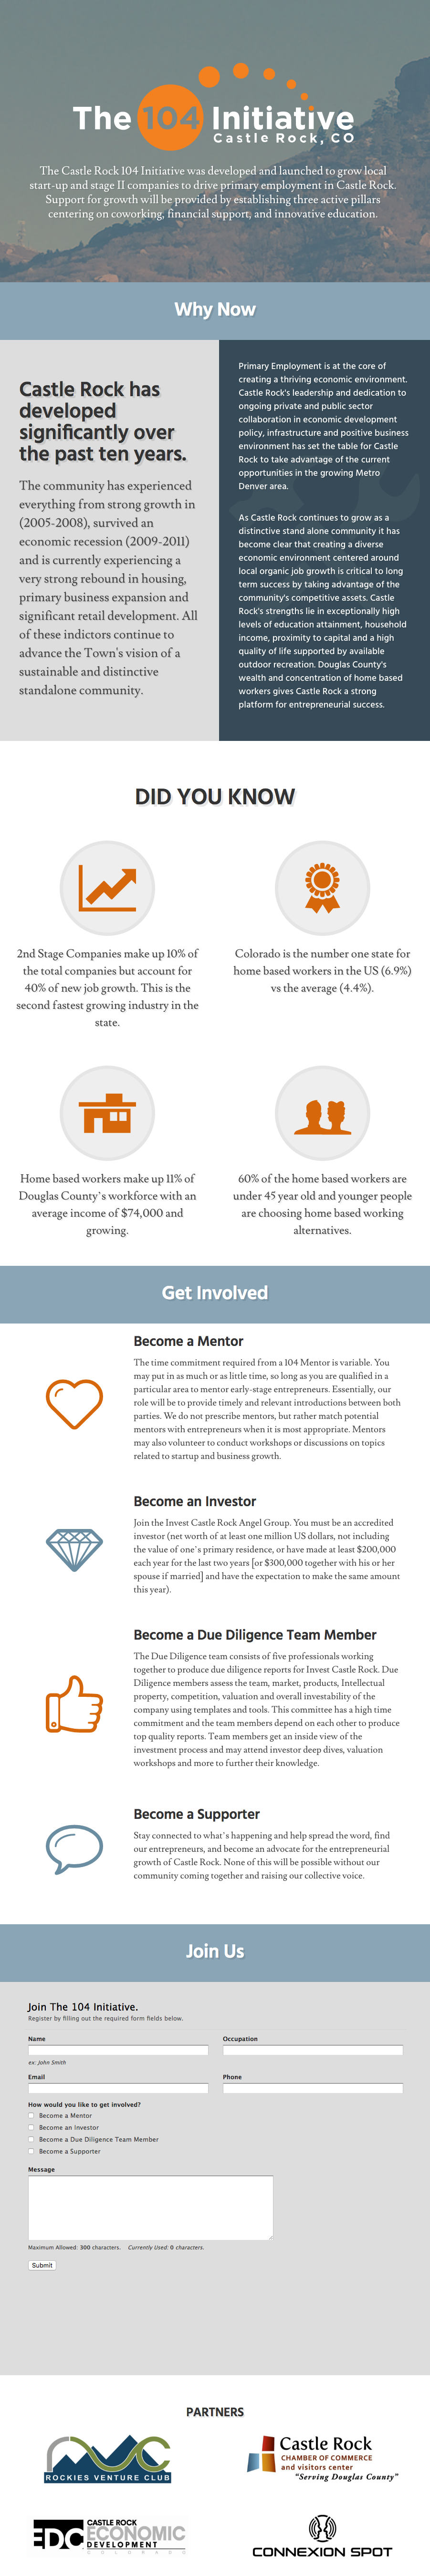 The 104 Initiative
Castle Rock, CO
The Castle Rock 104 Initiative was developed and launched to grow local
start-up and stage II companies to drive primary employment in Castle Rock.
Support for growth will be provided by establishing three active pillars
centering on coworking, financial support, and innovative education.
Why Now
Castle Rock has
developed
significantly over
the past ten years.
The community has experienced
everything from strong growth in
(2005-2008), survived an
economic recession (2009-2011)
and is currently experiencing a
very strong rebound in housing,
primary business expansion and
significant retail development. All
of these indictors continue to
advance the Town's vision of a
sustainable and distinctive
standalone community.
Primary Employment is at the core of
creating a thriving economic environment.
Castle Rock's leadership and dedication to
ongoing private and public sector
collaboration in economic development
policy, infrastructure and positive business
environment has set the table for Castle
Rock to take advantage of the current
opportunities in the growing Metro
Denver area.
As Castle Rock continues to grow as a
distinctive stand alone community it has
become clear that creating a diverse
economic environment centered around
local organic job growth is critical to long
term success by taking advantage of the
community's competitive assets. Castle
Rock's strengths lie in exceptionally high
levels of education attainment, household
income, proximity to capital and a high
quality of life supported by available
outdoor recreation. Douglas County's
wealth and concentration of home based
workers gives Castle Rock a strong
platform for entrepreneurial success.
DID YOU KNOW
2nd Stage Companies make up 10% of
the total companies but account for
40% of new job growth. This is the
second fastest growing industry in the
state.
Colorado is the number one state for
home based workers in the US (6.9%)
vs the average (4.4%).
Home based workers make up 11% of
Douglas County's workforce with an
average income of $74,000 and
growing.
60% of the home based workers are
under 45 year old and younger people
are choosing home based working
alternatives.
Get Involved
Become a Mentor
The time commitment required from a 104 Mentor is variable. You
may put in as much or as little time, so long as you are qualified in a
particular area to mentor early-stage entrepreneurs. Essentially, our
role will be to provide timely and relevant introductions between both
parties. We do not prescribe mentors, but rather match potential
mentors with entrepreneurs when it is most appropriate. Mentors
may also volunteer to conduct workshops or discussions on topics
related to startup and business growth.
Become an Investor
Join the Invest Castle Rock Angel Group. You must be an accredited
investor (net worth of at least one million US dollars, not including
the value of one's primary residence, or have made at least $200,000
each year for the last two years [or $300,000 together with his or her
spouse if married] and have the expectation to make the same amount
this year).
Become a Due Diligence Team Member
The Due Diligence team consists of five professionals working
together to produce due diligence reports for Invest Castle Rock. Due
Diligence members assess the team, market, products, Intellectual
property, competition, valuation and overall investability of the
company using templates and tools. This committee has a high time
commitment and the team members depend on each other to produce
top quality reports. Team members get an inside view of the
investment process and may attend investor deep dives, valuation
workshops and more to further their knowledge.
Become a Supporter
Stay connected to what's happening and help spread the word, find
our entrepreneurs, and become an advocate for the entrepreneurial
growth of Castle Rock. None of this will be possible without our
community coming together and raising our collective voice.
Join Us
Join The 104 Initiative.
Register by filling out the required form fields below.
Name
Occupation
ex: John Smith
Email
Phone
How would you like to get involved?
Become a Mentor
Become an Investor
Become a Due Diligence Team Member
Become a Supporter
Message
Maximum Allowed: 300 characters. Currently Used: 0 characters.
Submit
PARTNERS
ROCKIES VENTURE CLUB
Castle Rock
CHAMBER OF COMMERCE
and visitors center
"Serving Douglas County"
EDC
CASTLE ROCK
ECONOMIC
DEVELOPMENT
COLORADO
CONNEXION SPOT